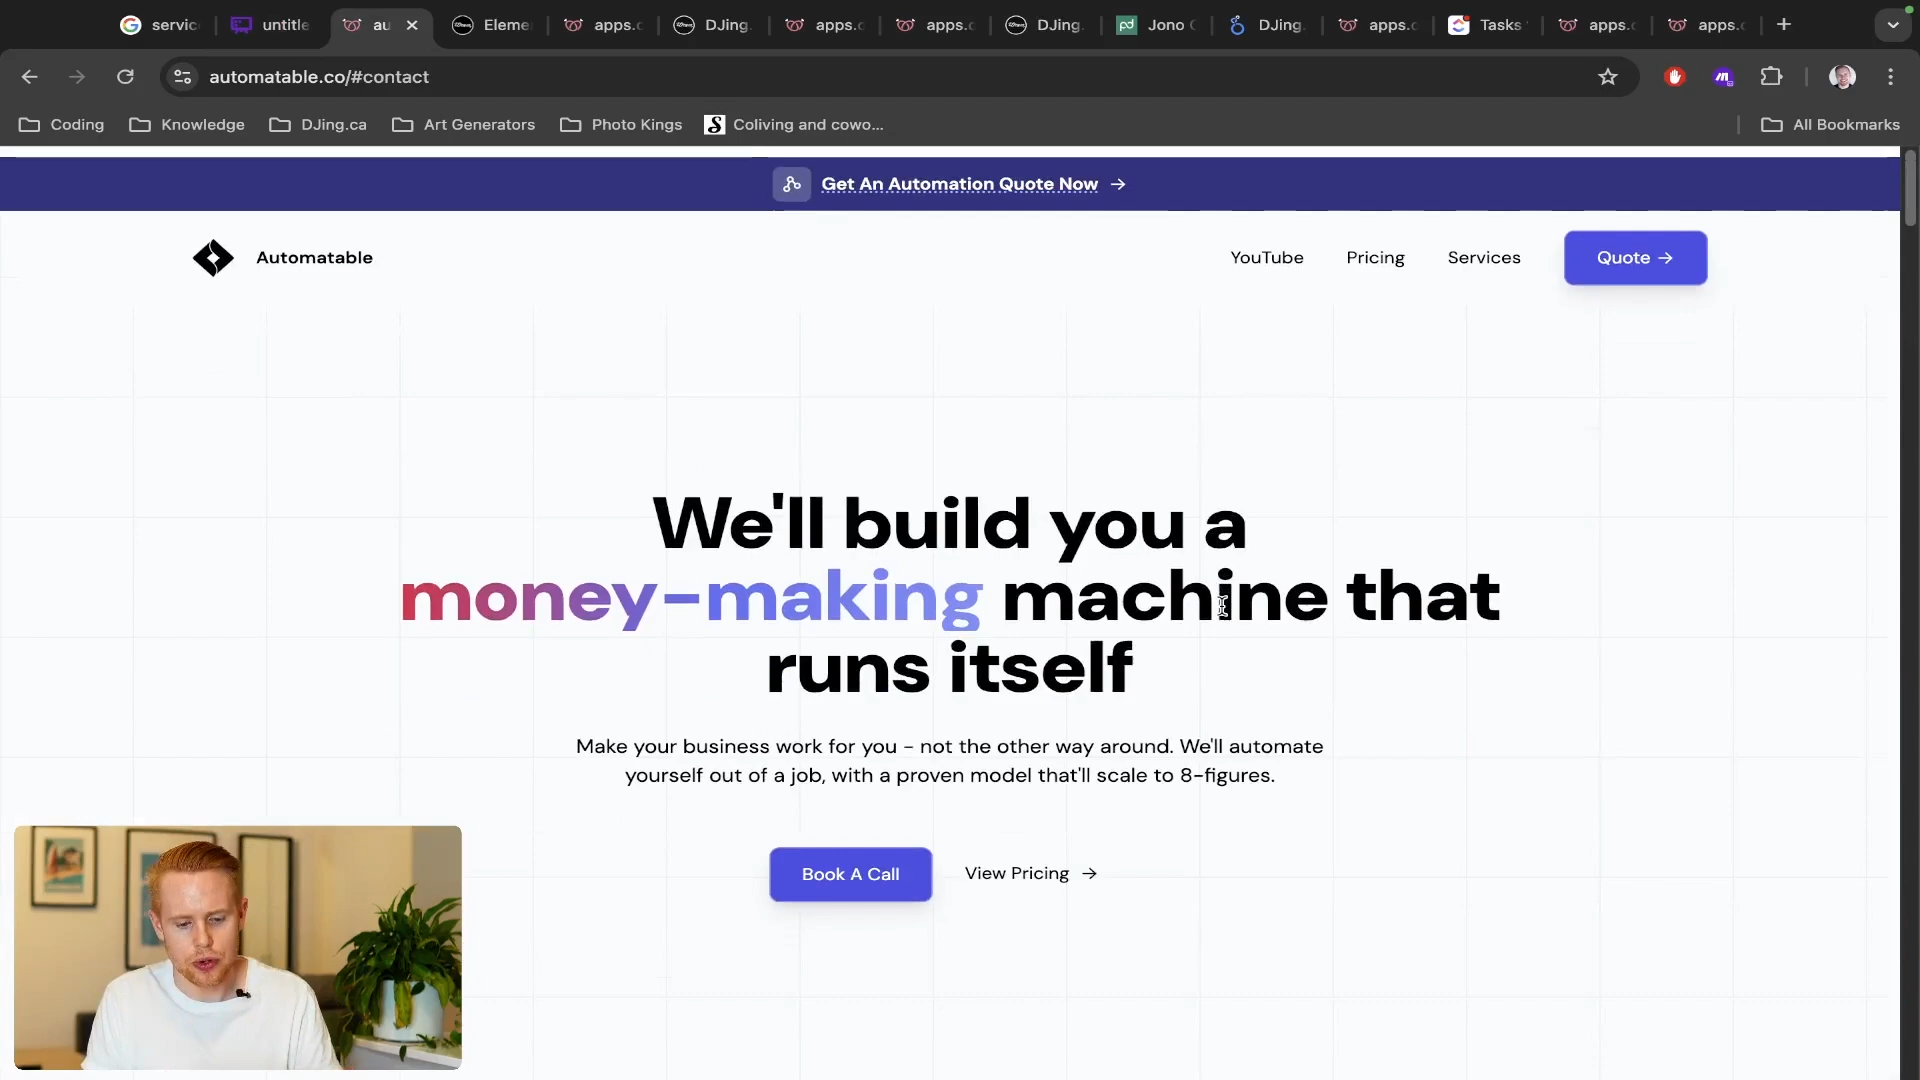 servic
untitle
au
Eleme
apps.c
DJing.
apps.c
apps.c
DJing.
Jono
DJing.
apps.c
Tasks
apps.c
apps.c
automatable.co/#contact
Coding
Knowledge
DJing.ca
Art Generators
Photo Kings
Coliving and cowo...
All Bookmarks
Get An Automation Quote Now →
Automatable
YouTube
Pricing
Services
Quote →
We'll build you a
money-making machine that
runs itself
Make your business work for you - not the other way around. We'll automate
yourself out of a job, with a proven model that'll scale to 8-figures.
Book A Call
View Pricing →